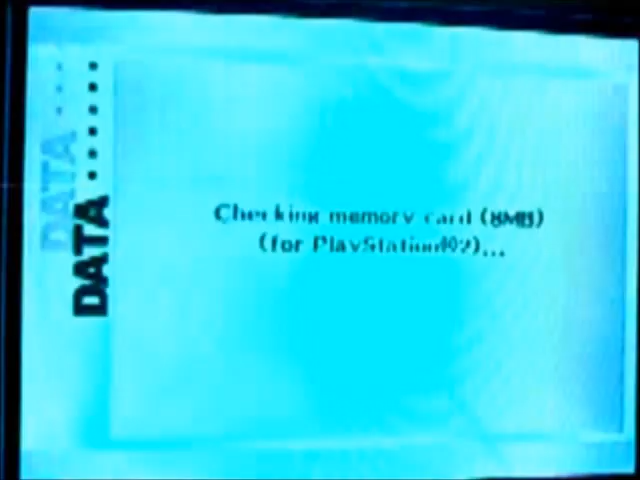 DATA ......
DATA ...
Checking memory card (8MB)
(for PlayStation®2)...